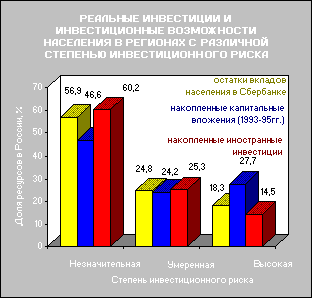 РЕАЛЬНЫЕ ИНВЕСТИЦИИ И
ИНВЕСТИЦИОННЫЕ ВОЗМОЖНОСТИ
НАСЕЛЕНИЯ В РЕГИОНАХ С РАЗЛИЧНОЙ
СТЕПЕНЬЮ ИНВЕСТИЦИОННОГО РИСКА
остатки вкладов
населения в Сбербанке
накопленные капитальные
вложения (1993-95гг.)
накопленные иностранные
инвестиции
Доля ресурсов в России, %
70
60
50
40
30
20
10
0
56,9
46,6
60,2
24,8
24,2
25,3
18,3
27,7
14,5
Незначительная
Умеренная
Высокая
Степень инвестиционного риска